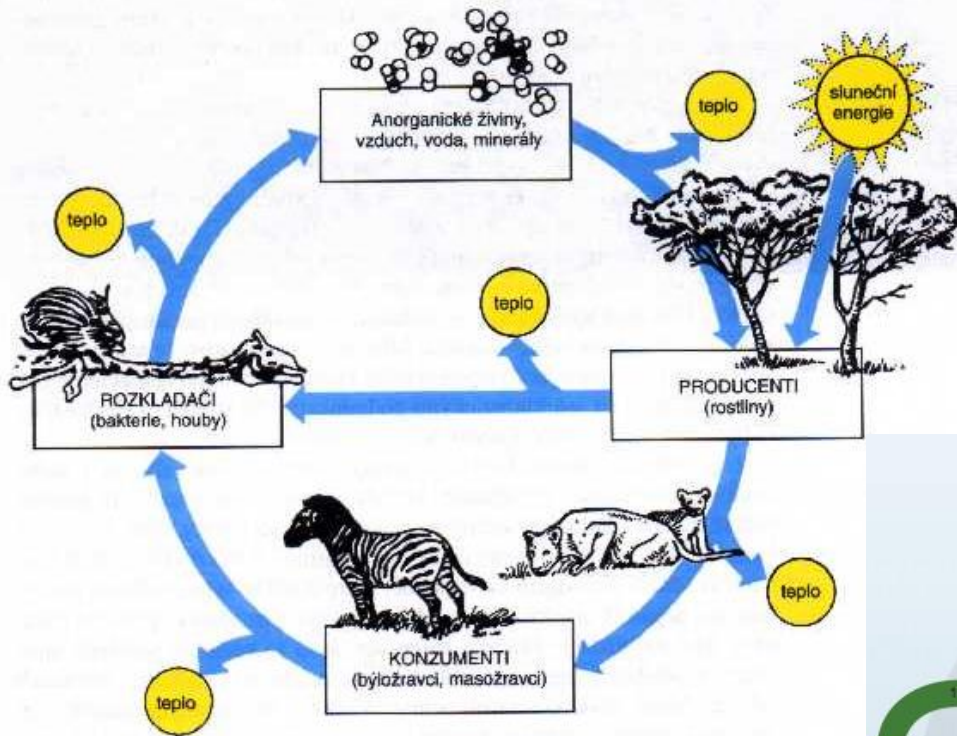 Anorganické živiny,
vzduch, voda, minerály
teplo
sluneční
energie
teplo
teplo
ROZKLADAČI
(bakterie, houby)
PRODUCENTI
(rostliny)
teplo
KONZUMENTI
(býložravci, masožravci)
teplo
1